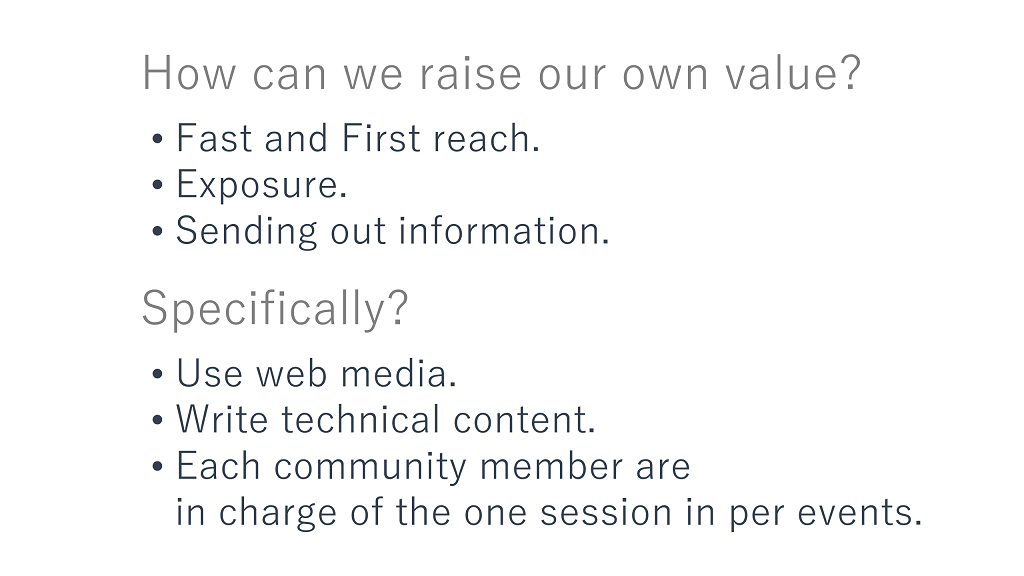 How can we raise our own value?
• Fast and First reach.
• Exposure.
• Sending out information.
Specifically?
• Use web media.
• Write technical content.
• Each community member are
in charge of the one session in per events.